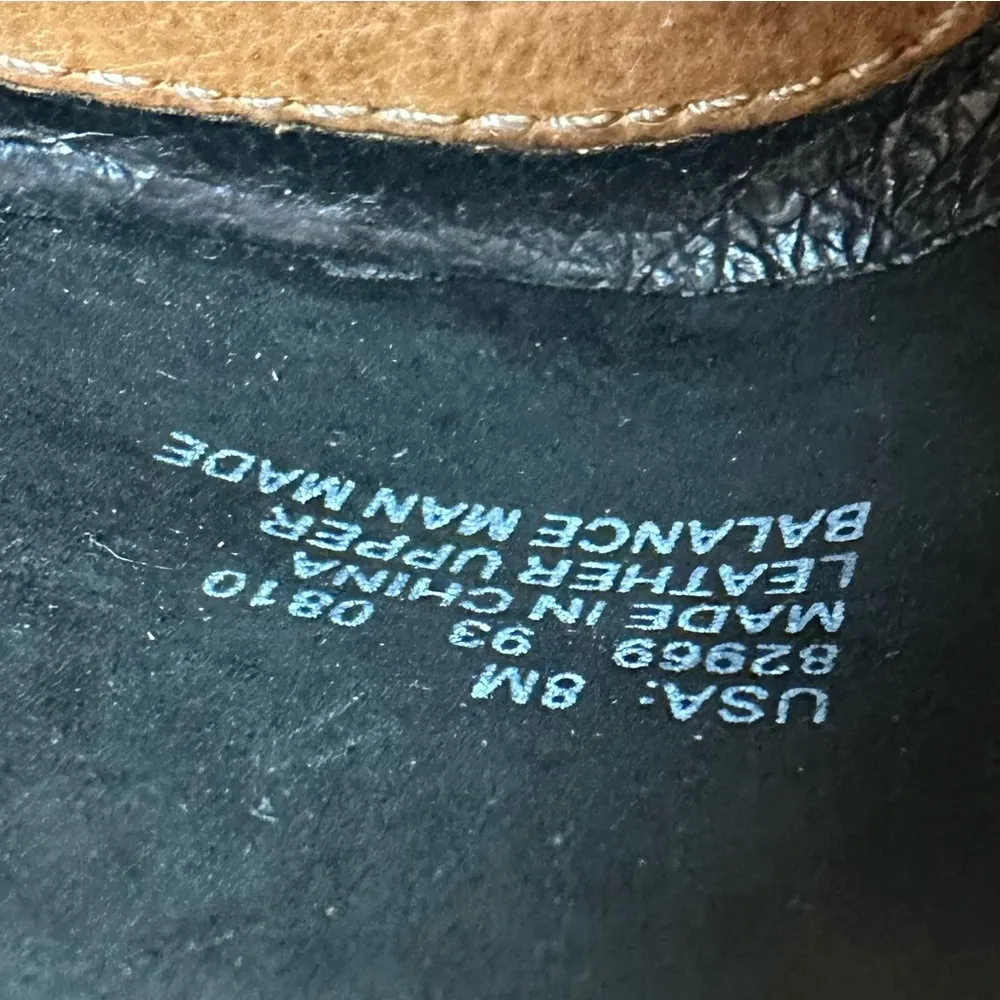 USA: 8M
82969 93 0810
MADE IN CHINA
LEATHER UPPER
BALANCE MAN MADE